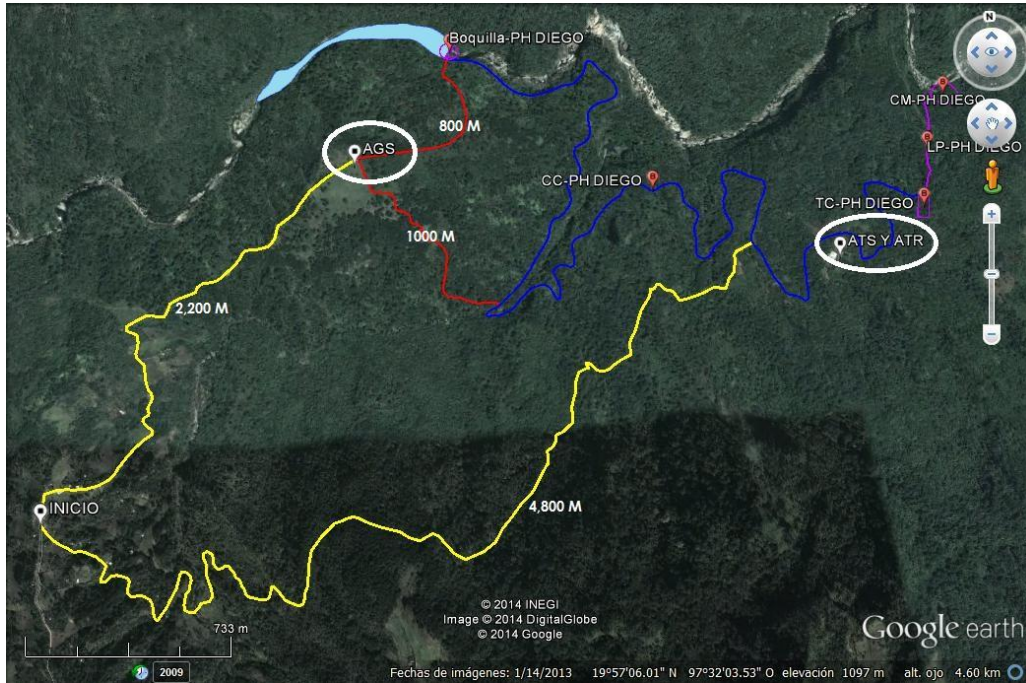 N
Boquilla-PH DIEGO
CM-PH DIEGO
800 M
LP-PH DIEGO
AGS
CC-PH DIEGO
TC-PH DIEGO
1000 M
ATS Y ATR
2,200 M
INICIO
4,800 M
© 2014 INEGI
Image © 2014 DigitalGlobe
© 2014 Google
Google earth
733 m
2009
Fechas de imágenes: 1/14/2013 19°57'06.01" N 97°32'03.53" O elevación 1097 m alt. ojo 4.60 km